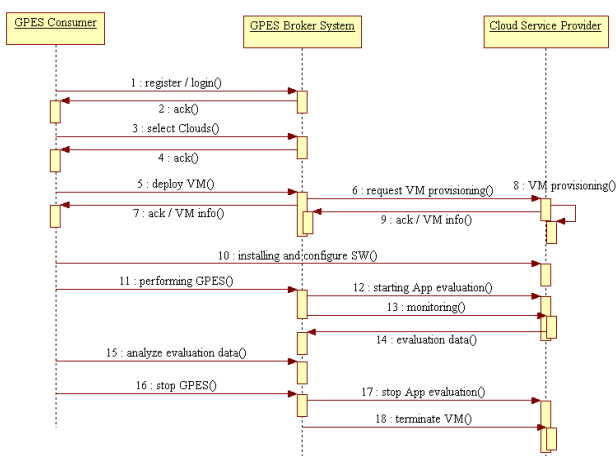 GPES Consumer
GPES Broker System
Cloud Service Provider
1 : register / login()
2 : ack()
3 : select Clouds()
4 : ack()
5 : deploy VM()
6 : request VM provisioning()
8 : VM provisioning()
7 : ack / VM info()
9 : ack / VM info()
10 : installing and configure SW()
11 : performing GPES()
12 : starting App evaluation()
13 : monitoring()
14 : evaluation data()
15 : analyze evaluation data()
16 : stop GPES()
17 : stop App evaluation()
18 : terminate VM()